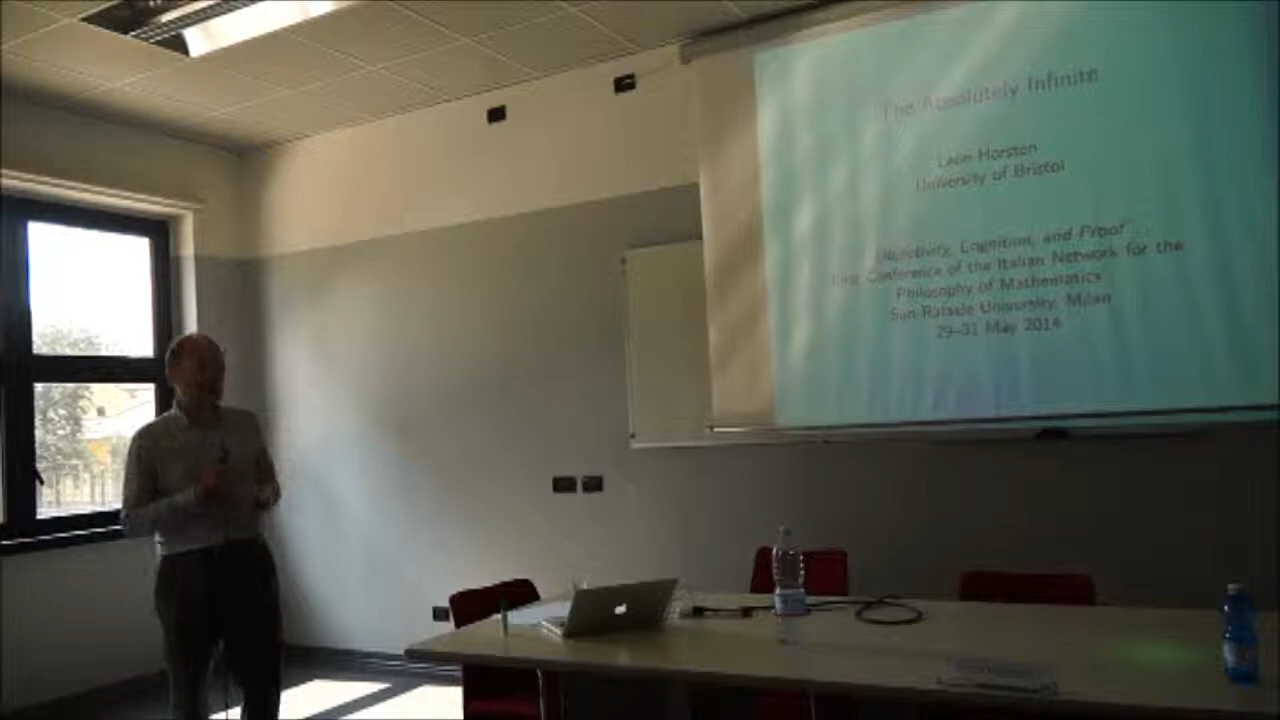 The Absolutely Infinite
Leon Horsten
University of Bristol
Objectivity, Cognition, and Proof
First Conference of the Italian Network for the
Philosophy of Mathematics
San Rafaele University, Milan
29–31 May 2014